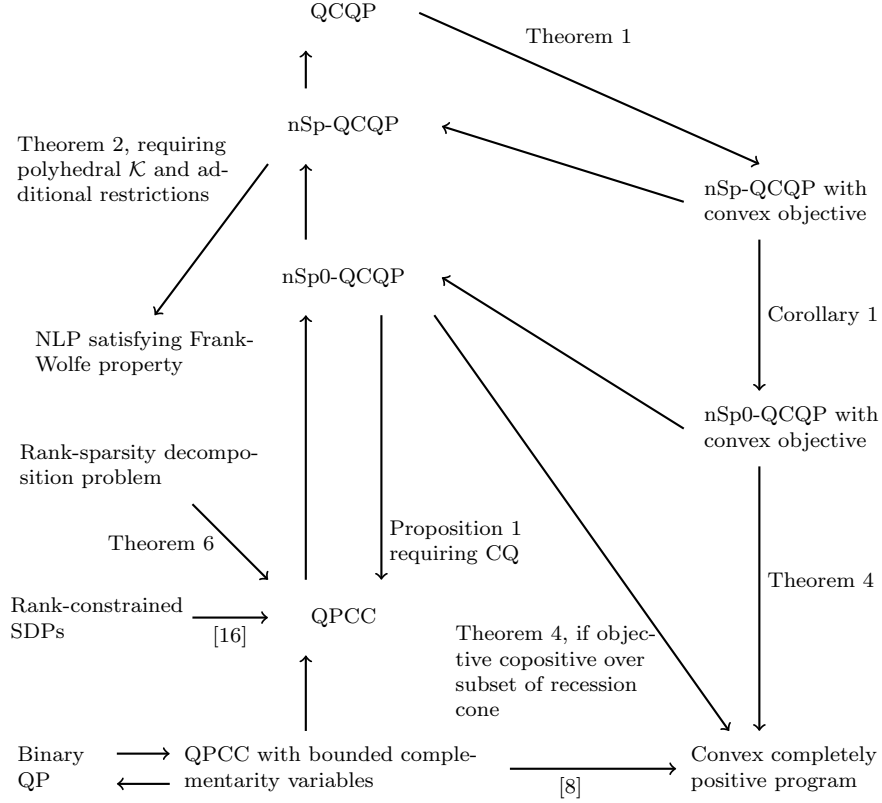 QCQP
Theorem 1
nSp-QCQP
Theorem 2, requiring
polyhedral 𝒦 and ad-
ditional restrictions
nSp-QCQP with
convex objective
nSp0-QCQP
Corollary 1
NLP satisfying Frank-
Wolfe property
nSp0-QCQP with
convex objective
Rank-sparsity decompo-
sition problem
Theorem 6
Proposition 1
requiring CQ
Theorem 4
Rank-constrained
SDPs
[16]
QPCC
Theorem 4, if objec-
tive copositive over
subset of recession
cone
Binary
QP
QPCC with bounded comple-
mentarity variables
[8]
Convex completely
positive program